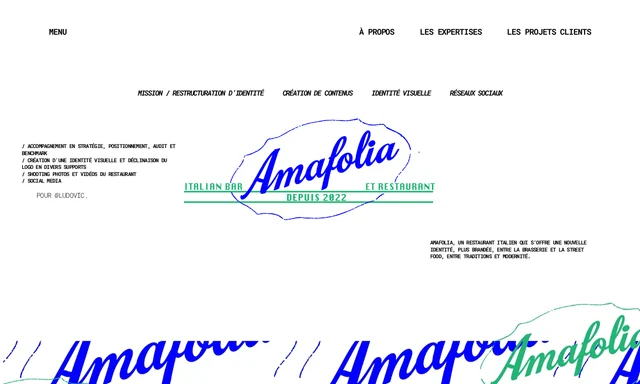 MENU
À PROPOS
LES EXPERTISES
LES PROJETS CLIENTS
MISSION / RESTRUCTURATION D'IDENTITÉ
CRÉATION DE CONTENUS
IDENTITÉ VISUELLE
RÉSEAUX SOCIAUX
/ ACCOMPAGNEMENT EN STRATÉGIE, POSITIONNEMENT, AUDIT ET
BENCHMARK
/ CRÉATION D'UNE IDENTITÉ VISUELLE ET DÉCLINAISON DU
LOGO EN DIVERS SUPPORTS
/ SHOOTING PHOTOS ET VIDÉOS DU RESTAURANT
/ SOCIAL MEDIA
POUR @LUDOVIC.
Amafolia
ITALIAN BAR
ET RESTAURANT
DEPUIS 2022
AMAFOLIA, UN RESTAURANT ITALIEN QUI S'OFFRE UNE NOUVELLE
IDENTITÉ, PLUS BRANDÉE, ENTRE LA BRASSERIE ET LA STREET
FOOD, ENTRE TRADITIONS ET MODERNITÉ.
Amafolia
Amafolia
Amafolia